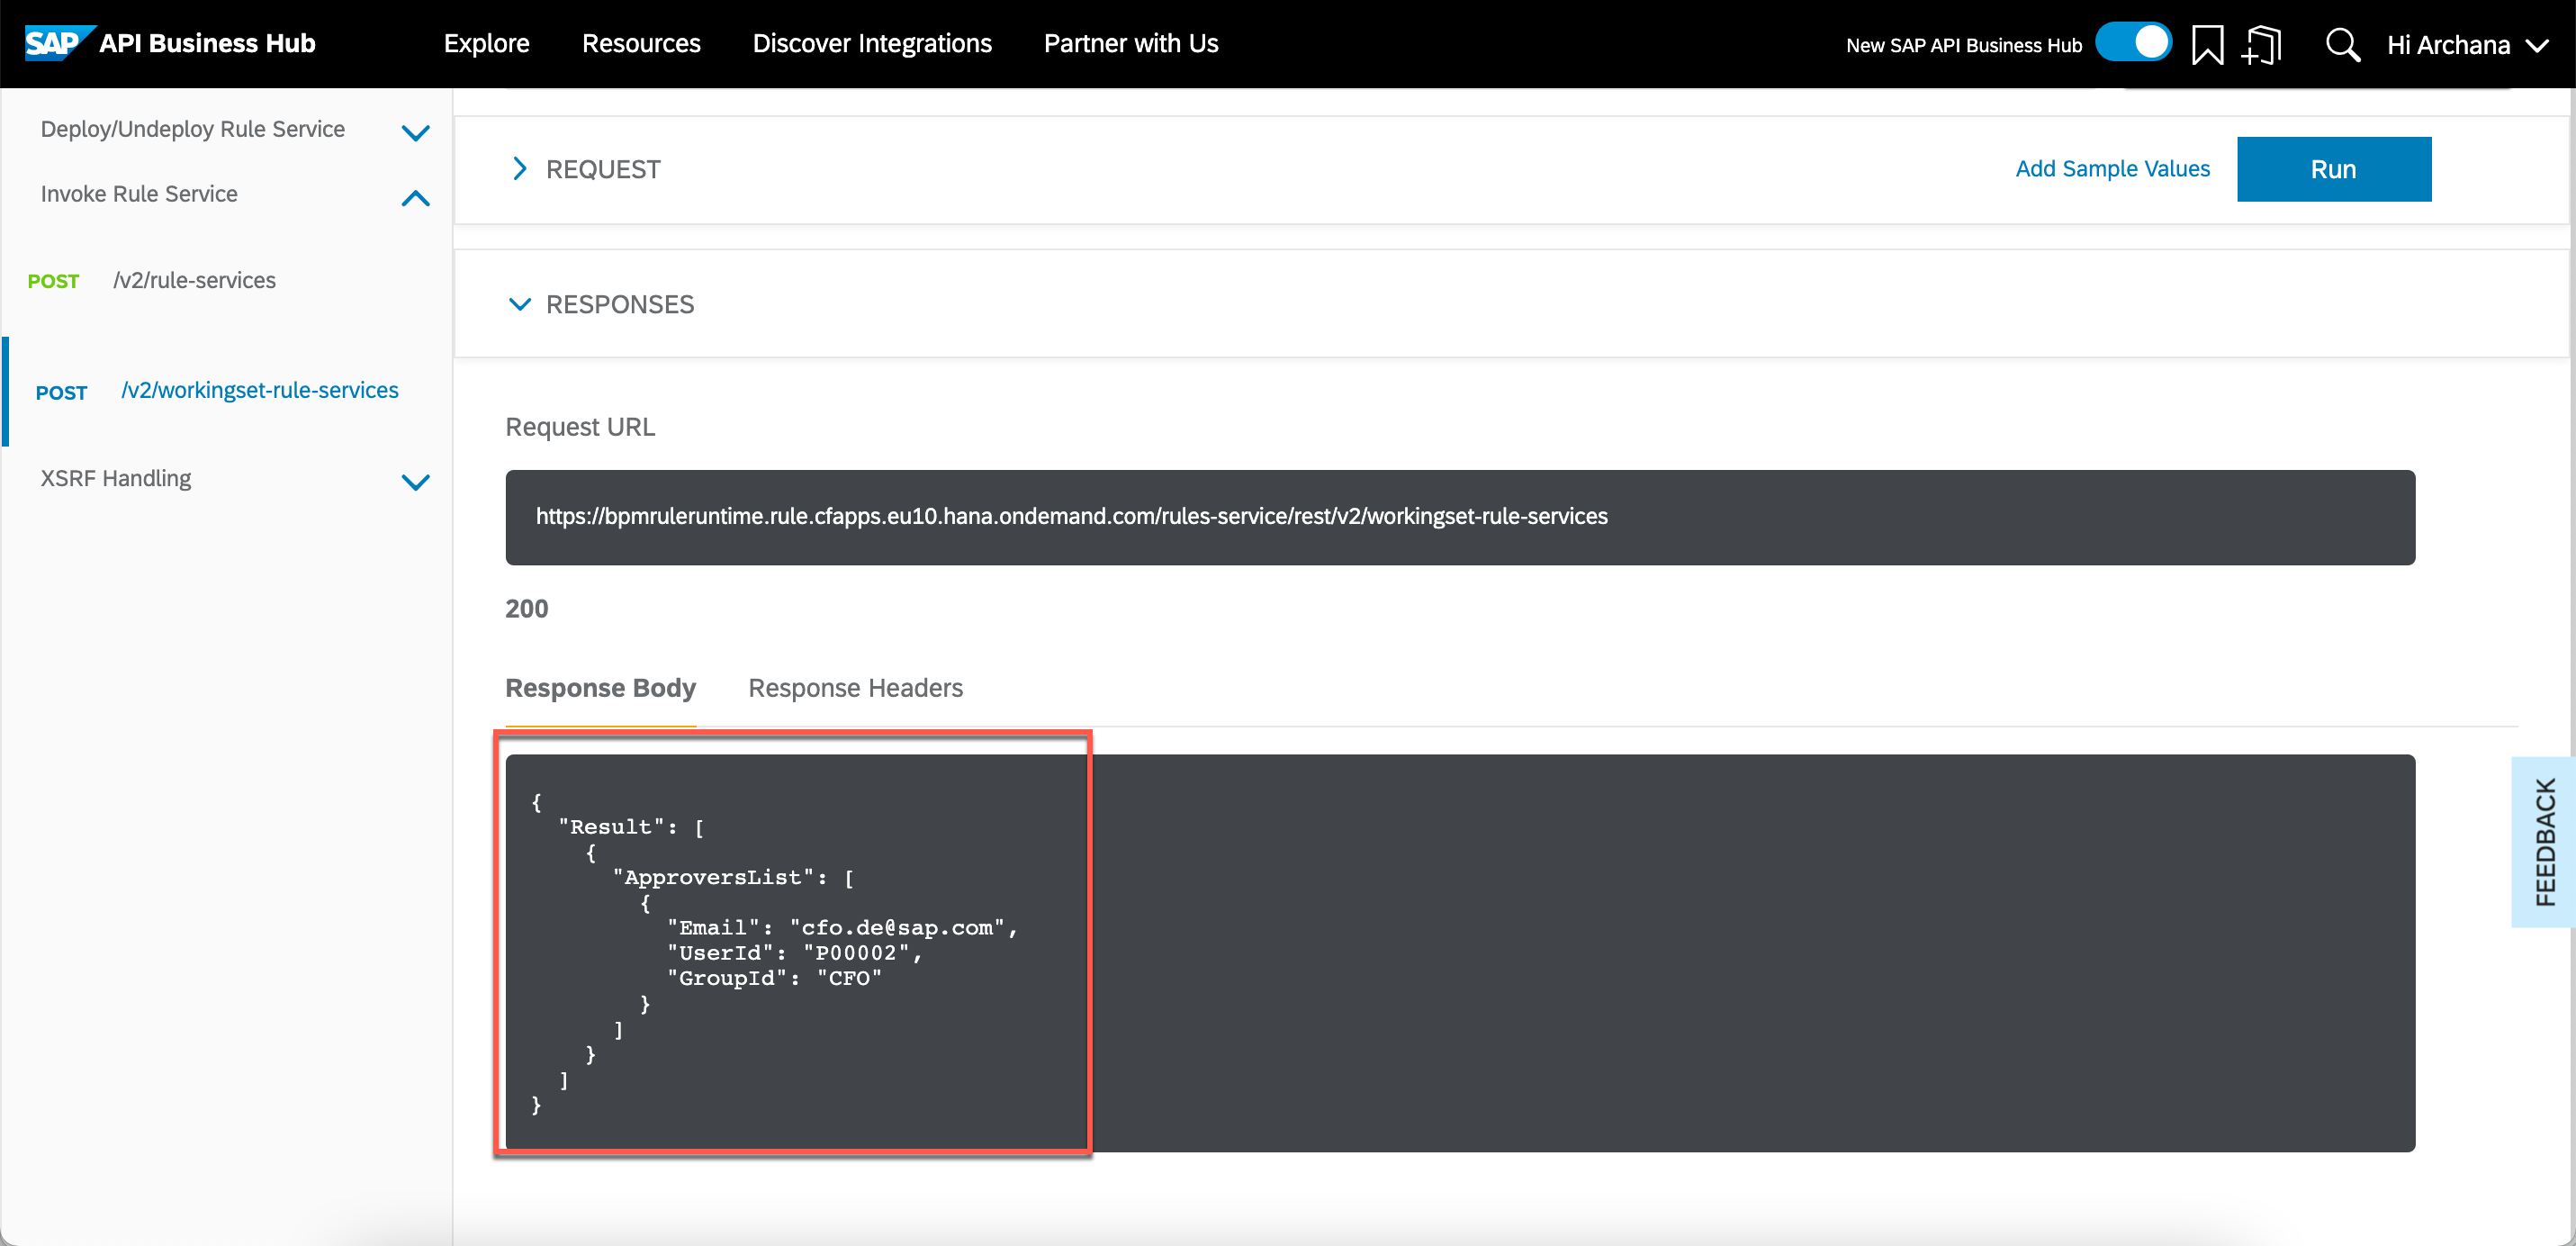 SAP API Business Hub
Explore
Resources
Discover Integrations
Partner with Us
New SAP API Business Hub
Hi Archana
Deploy/Undeploy Rule Service
Invoke Rule Service
POST /v2/rule-services
POST /v2/workingset-rule-services
XSRF Handling
REQUEST
Add Sample Values
Run
RESPONSES
Request URL
https://bpmruleruntime.rule.cfapps.eu10.hana.ondemand.com/rules-service/rest/v2/workingset-rule-services
200
Response Body
Response Headers
{
  "Result": [
    {
      "ApproversList": [
        {
          "Email": "cfo.de@sap.com",
          "UserId": "P00002",
          "GroupId": "CFO"
        }
      ]
    }
  ]
}
FEEDBACK